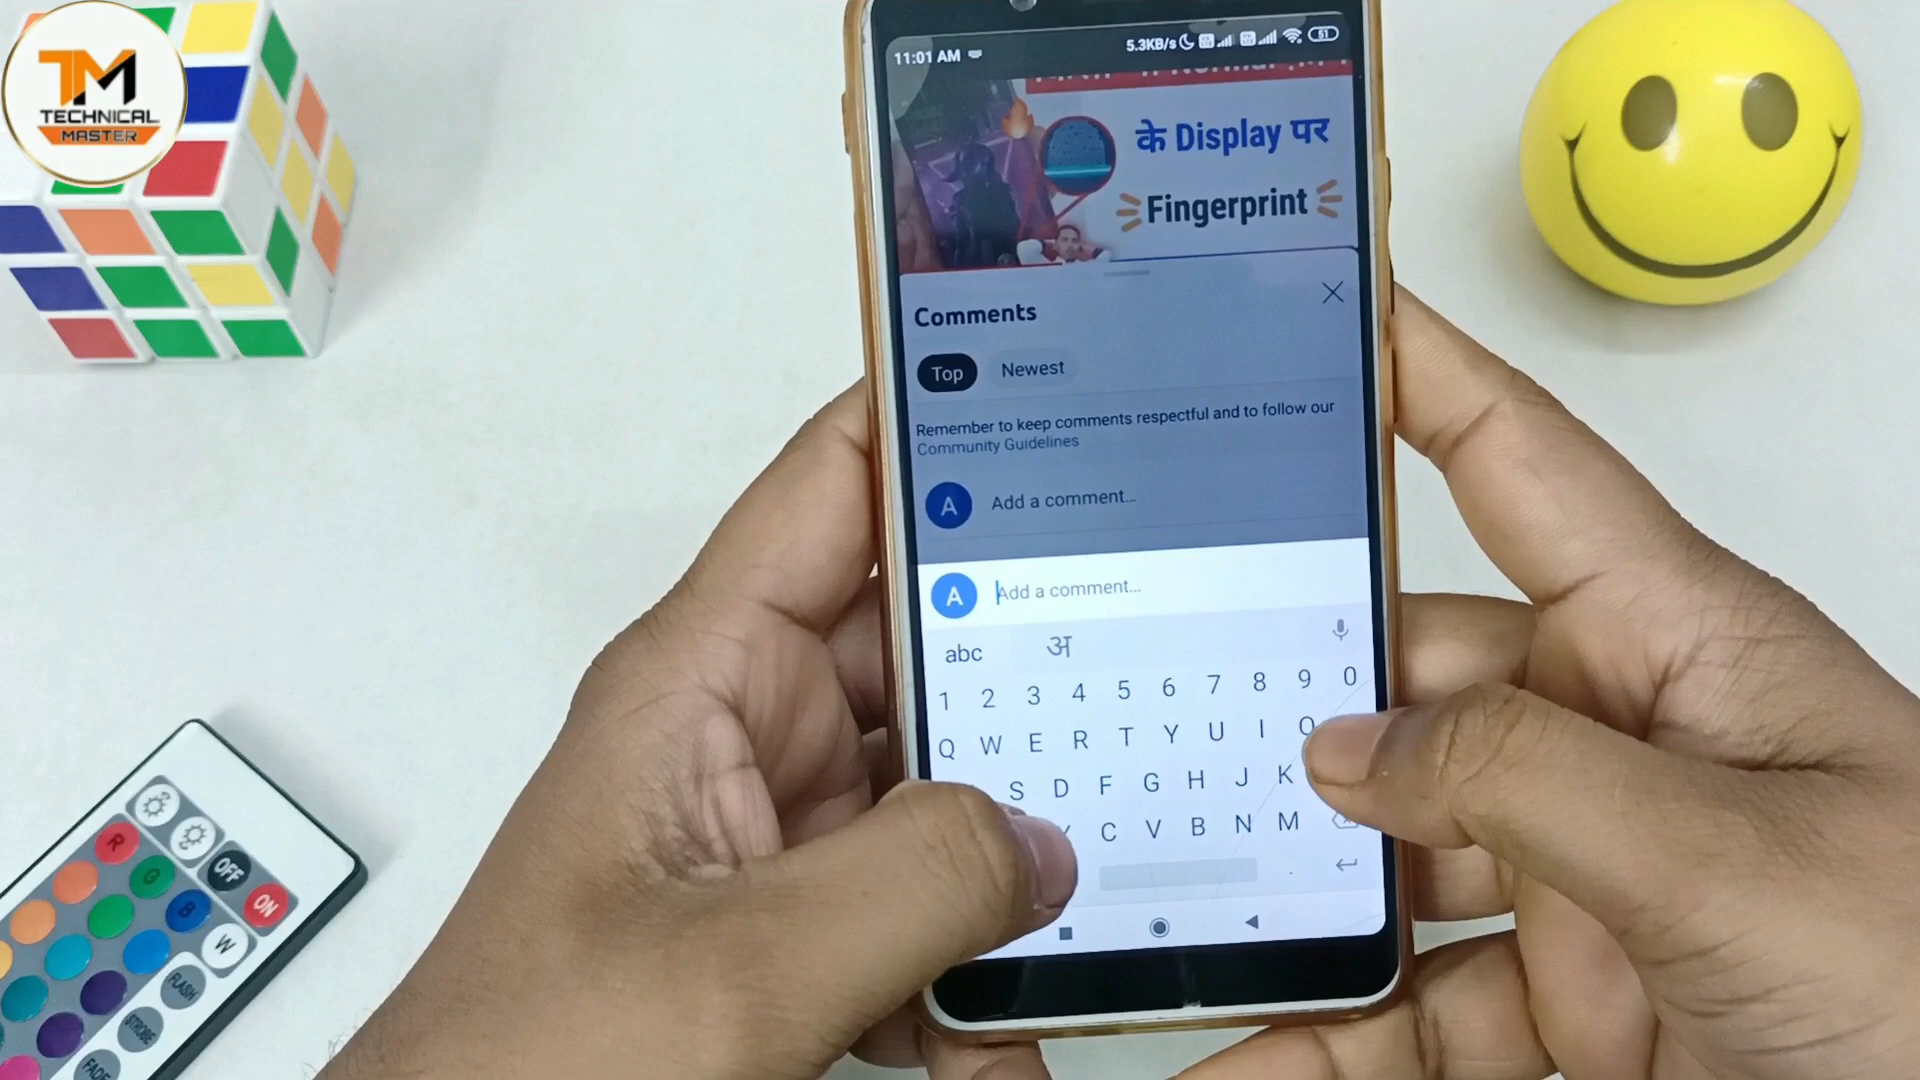 TM
TECHNICAL
MASTER
11:01 AM
5.3KB/s
51
के Display पर
Fingerprint
Comments
Top
Newest
Remember to keep comments respectful and to follow our
Community Guidelines
A
Add a comment...
A
Add a comment...
abc
अ
1 2 3 4 5 6 7 8 9 0
Q W E R T Y U I O
S D F G H J K
C V B N M
.
OFF
ON
R
G
B
W
FLASH
STROBE
FADE